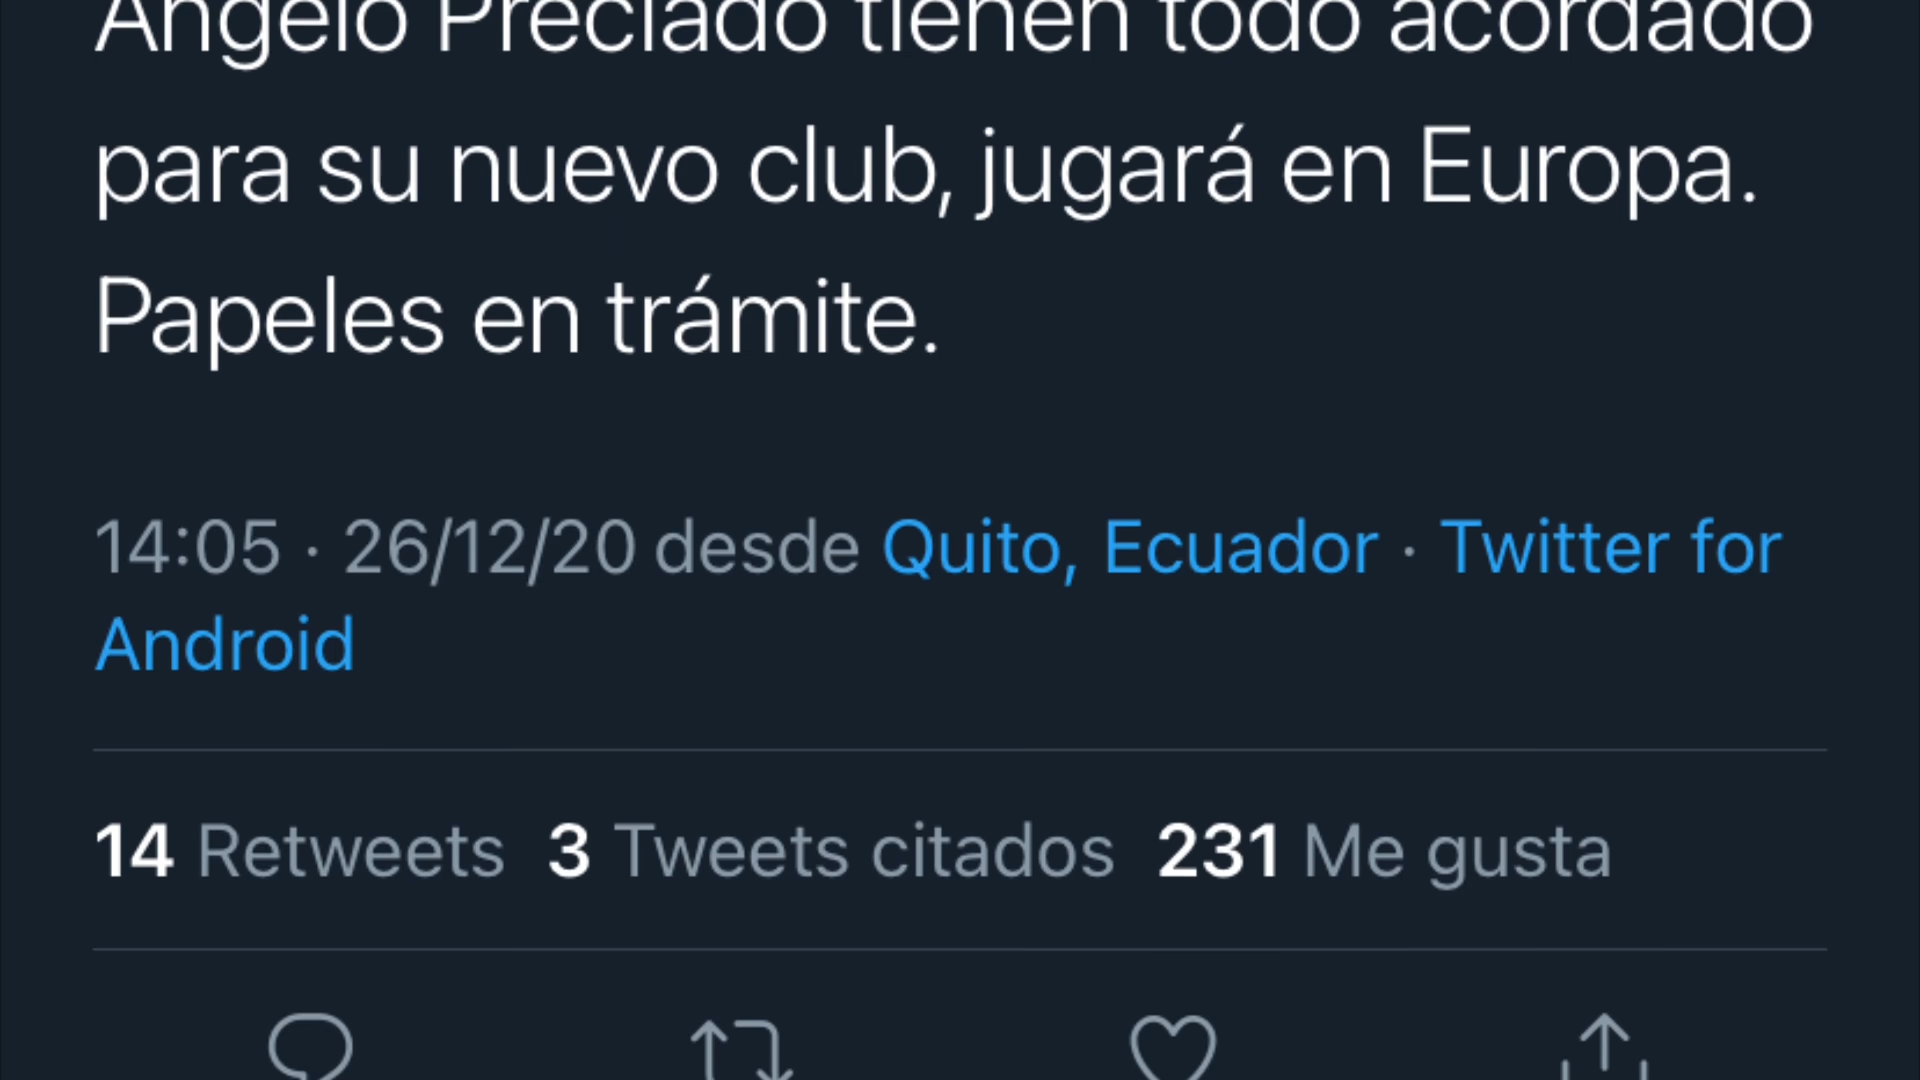 Angelo Preciado tienen todo acordado
para su nuevo club, jugará en Europa.
Papeles en trámite.
14:05 · 26/12/20 desde Quito, Ecuador · Twitter for
Android
14 Retweets 3 Tweets citados 231 Me gusta